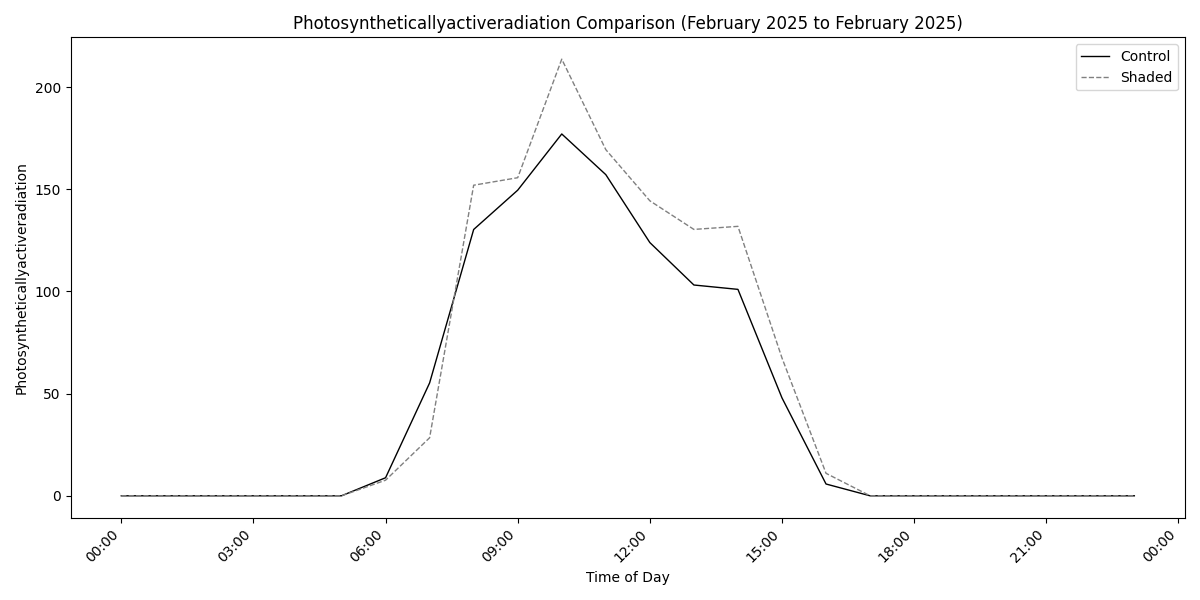 Photosyntheticallyactiveradiation Comparison (February 2025 to February 2025)
Control
Shaded
Photosyntheticallyactiveradiation
200
150
100
50
0
00:00
03:00
06:00
09:00
12:00
15:00
18:00
21:00
00:00
Time of Day